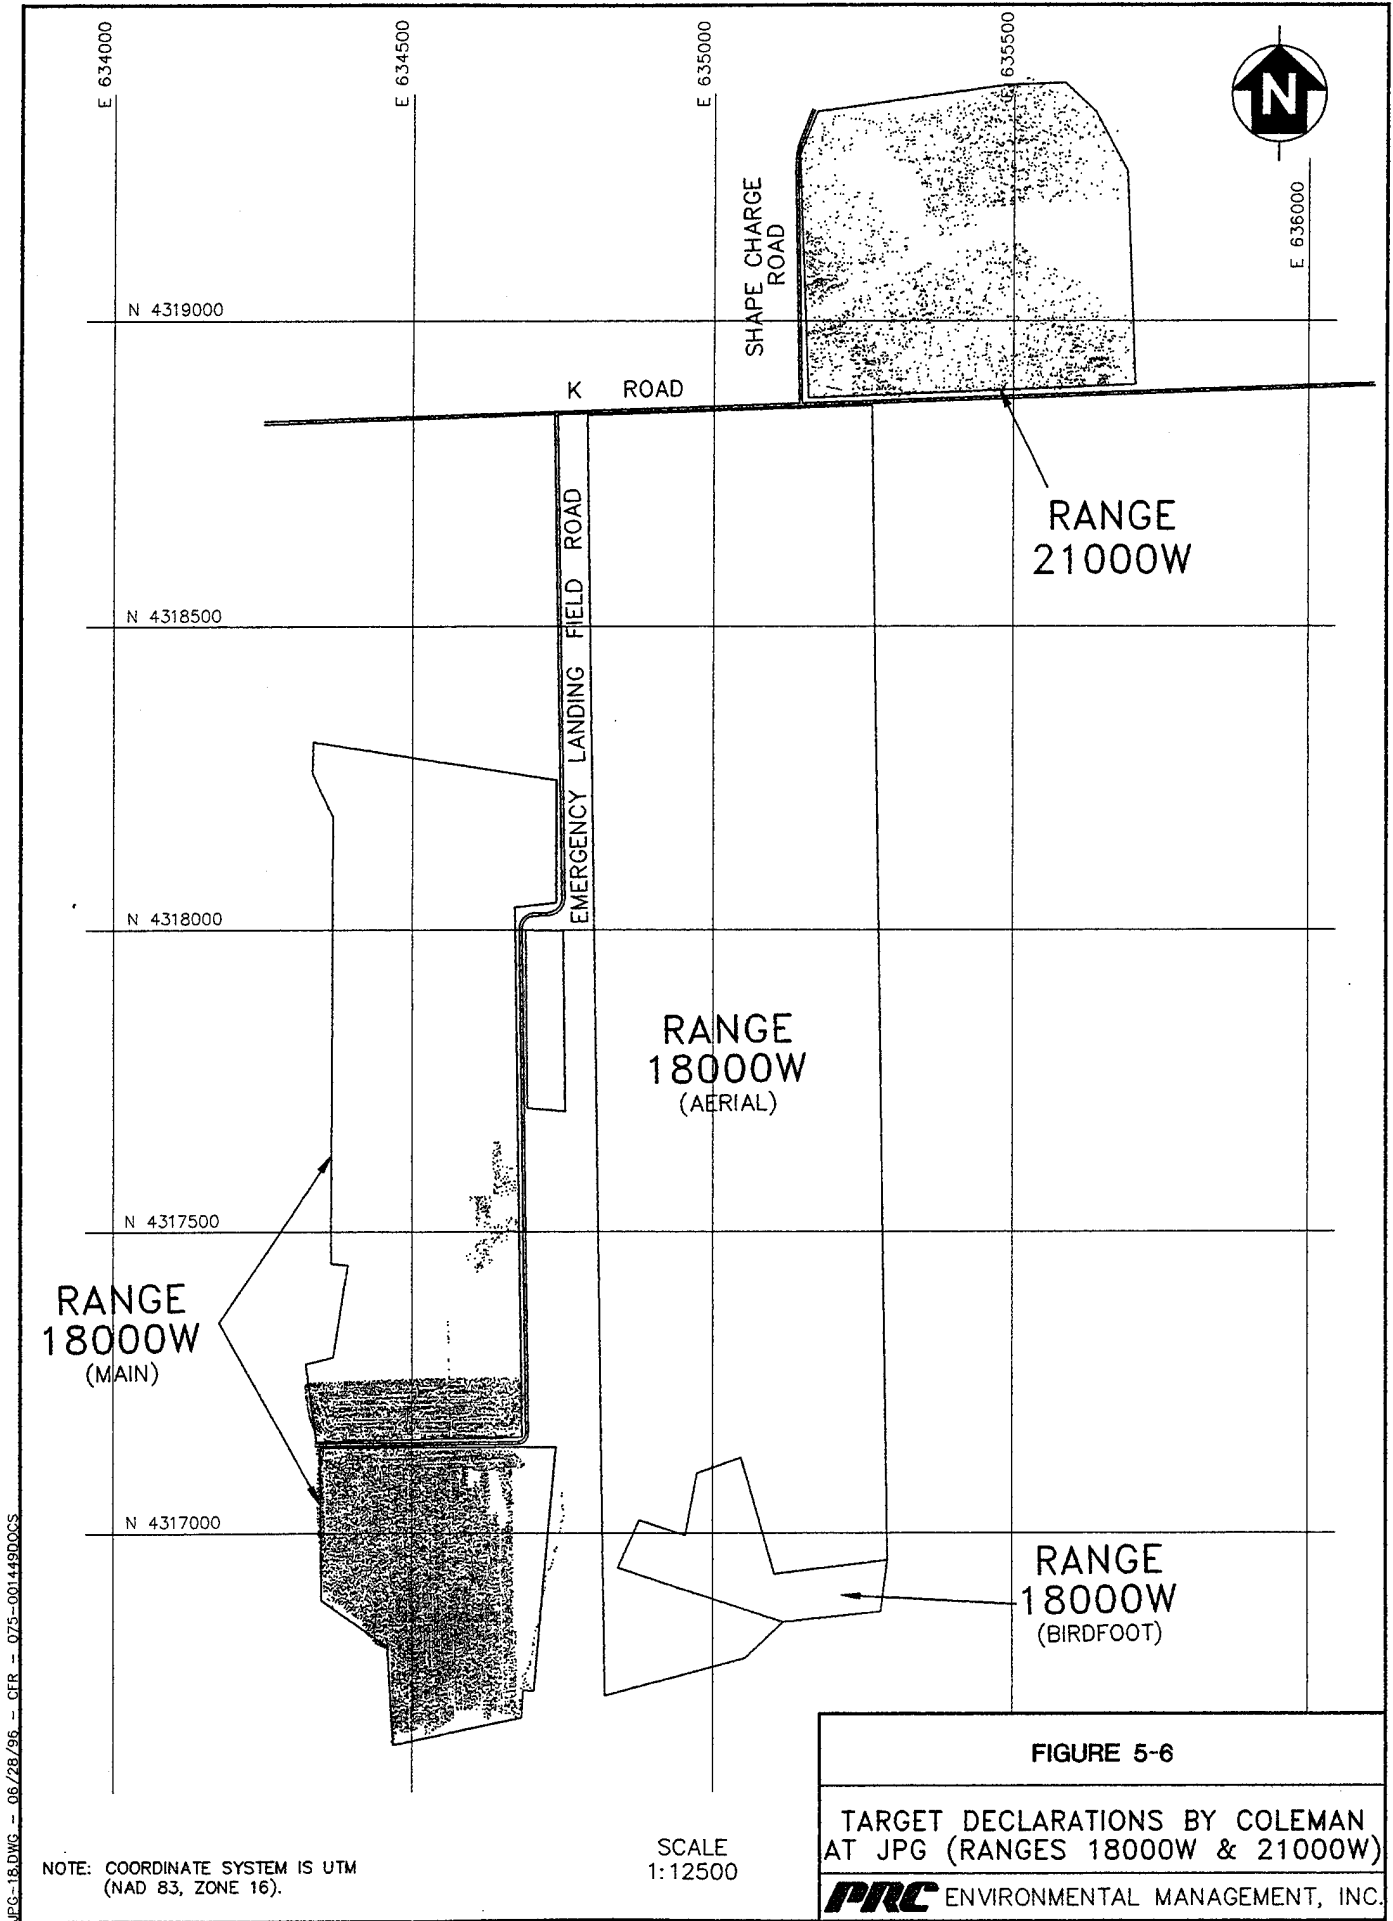 E 634000
E 634500
E 635000
E 635500
N
E 636000
SHAPE CHARGE
ROAD
N 4319000
K ROAD
RANGE
21000W
N 4318500
EMERGENCY LANDING FIELD ROAD
N 4318000
RANGE
18000W
(AERIAL)
N 4317500
RANGE
18000W
(MAIN)
N 4317000
RANGE
18000W
(BIRDFOOT)
FIGURE 5-6
TARGET DECLARATIONS BY COLEMAN
AT JPG (RANGES 18000W & 21000W)
PRC ENVIRONMENTAL MANAGEMENT, INC.
SCALE
1:12500
NOTE: COORDINATE SYSTEM IS UTM
(NAD 83, ZONE 16).
JPG-18.DWG - 06/28/96 - CFR - 075-001449DOCS